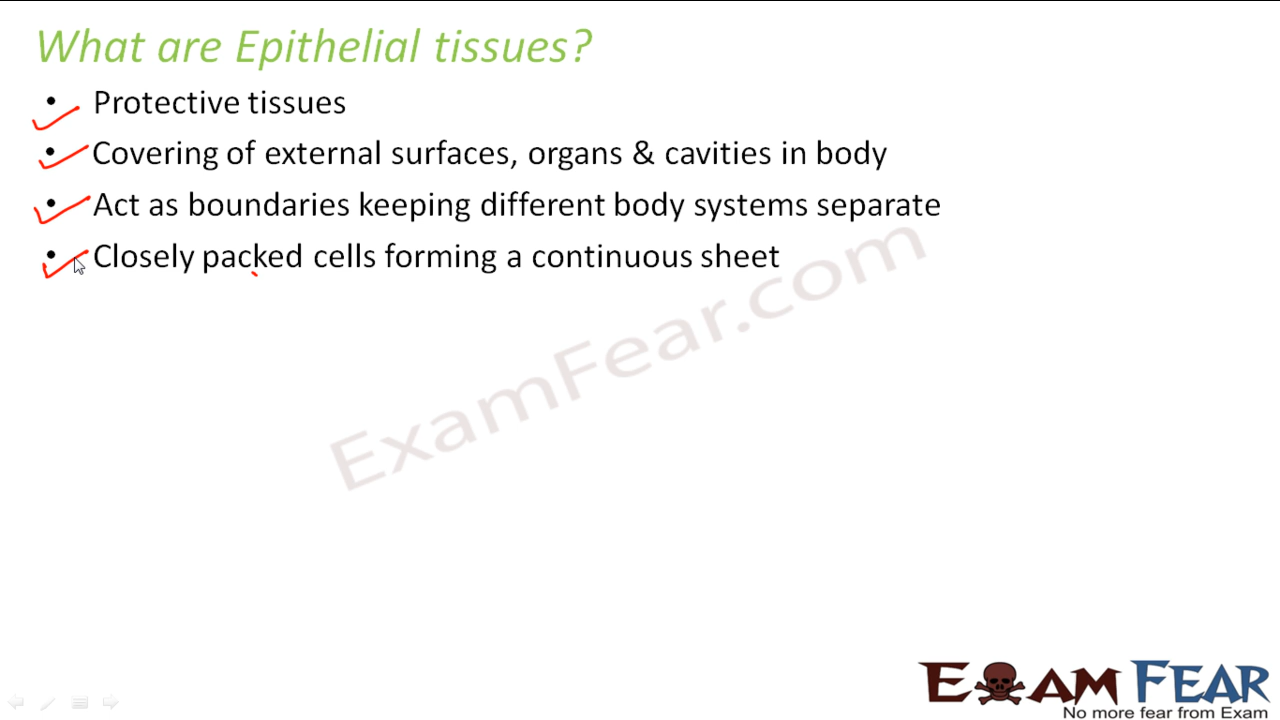 What are Epithelial tissues?
• Protective tissues
• Covering of external surfaces, organs & cavities in body
• Act as boundaries keeping different body systems separate
• Closely packed cells forming a continuous sheet
ExamFear.com
EXAM FEAR
No more fear from Exam